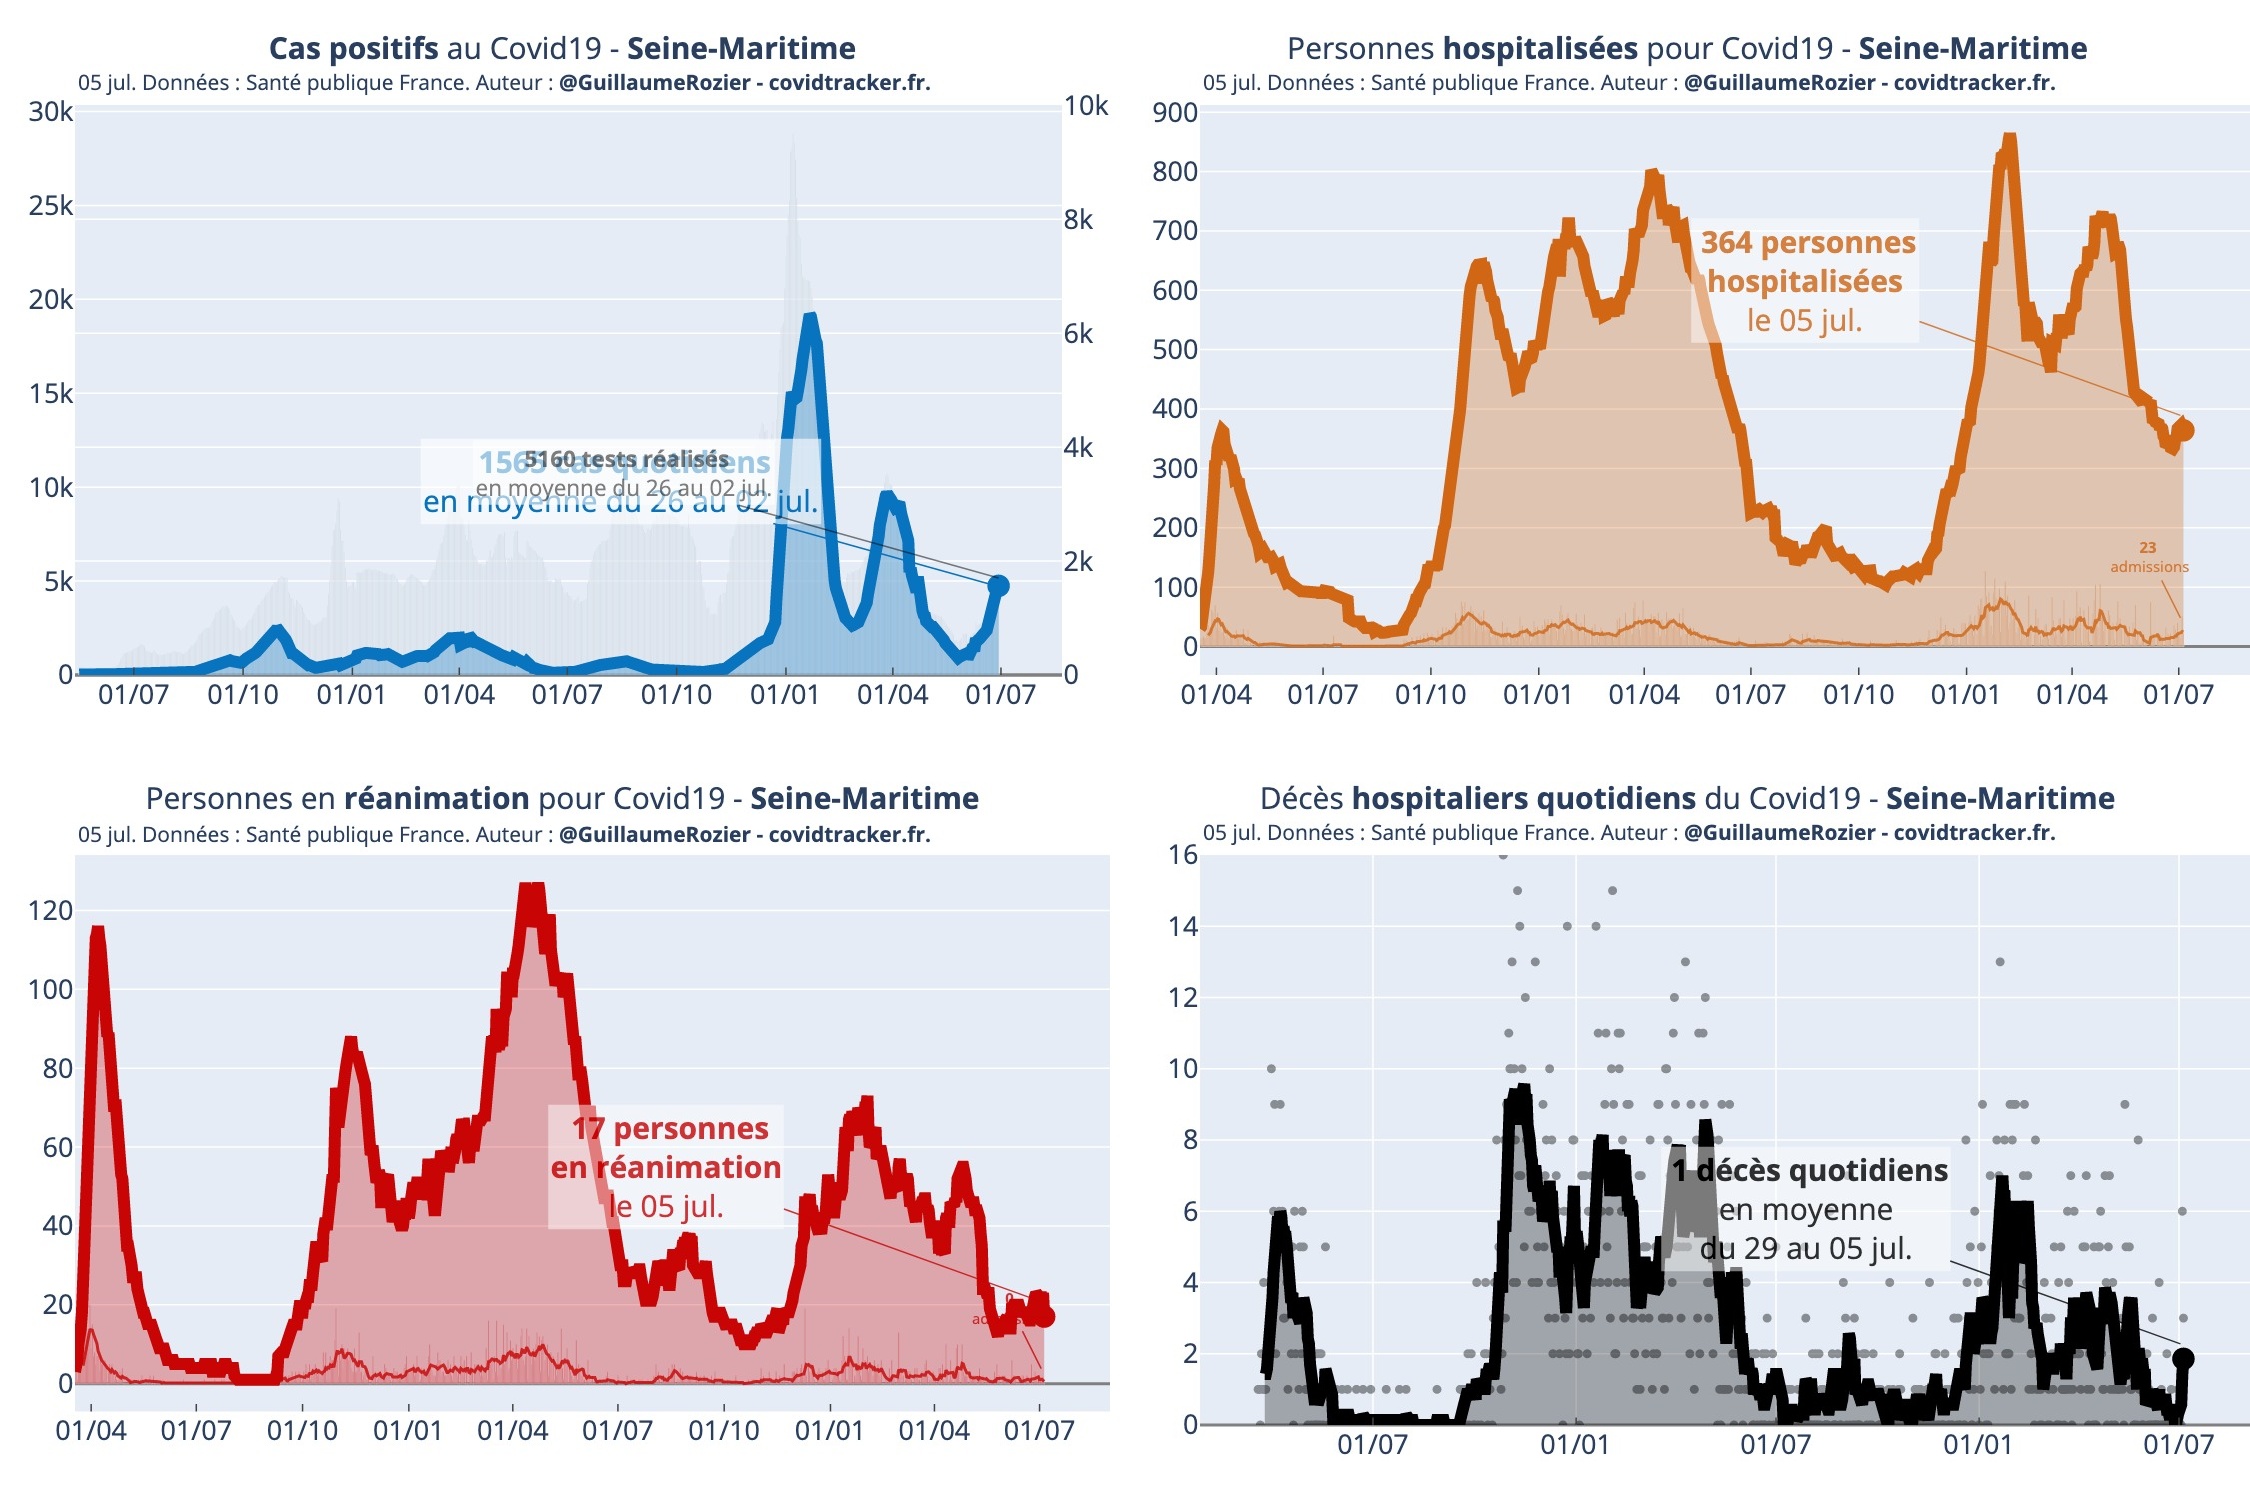 Cas positifs au Covid19 - Seine-Maritime
05 jul. Données : Santé publique France. Auteur : @GuillaumeRozier - covidtracker.fr.
30k
25k
20k
15k
10k
5k
0
10k
8k
6k
4k
2k
0
1565 cas quotidiens
en moyenne du 26 au 02 jul.
5160 tests réalisés
en moyenne du 26 au 02 jul.
01/07 01/10 01/01 01/04 01/07 01/10 01/01 01/04 01/07
Personnes hospitalisées pour Covid19 - Seine-Maritime
05 jul. Données : Santé publique France. Auteur : @GuillaumeRozier - covidtracker.fr.
900
800
700
600
500
400
300
200
100
0
364 personnes
hospitalisées
le 05 jul.
23
admissions
01/04 01/07 01/10 01/01 01/04 01/07 01/10 01/01 01/04 01/07
Personnes en réanimation pour Covid19 - Seine-Maritime
05 jul. Données : Santé publique France. Auteur : @GuillaumeRozier - covidtracker.fr.
120
100
80
60
40
20
0
17 personnes
en réanimation
le 05 jul.
01/04 01/07 01/10 01/01 01/04 01/07 01/10 01/01 01/04 01/07
Décès hospitaliers quotidiens du Covid19 - Seine-Maritime
05 jul. Données : Santé publique France. Auteur : @GuillaumeRozier - covidtracker.fr.
16
14
12
10
8
6
4
2
0
1 décès quotidiens
en moyenne
du 29 au 05 jul.
01/07 01/01 01/07 01/01 01/07